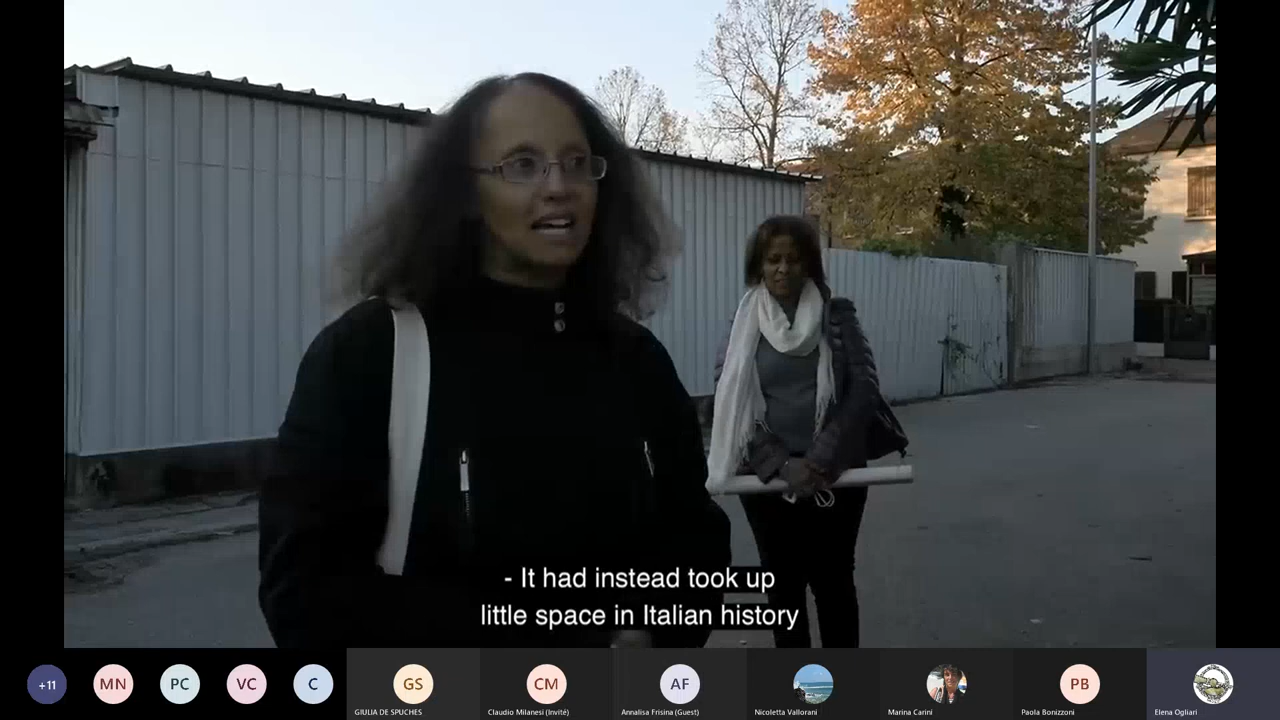 - It had instead took up
little space in Italian history
+11
MN
PC
VC
C
GS
GIULIA DE SPUCHES
CM
Claudio Milanesi (Invité)
AF
Annalisa Frisina (Guest)
Nicoletta Vallorani
Marina Carini
PB
Paola Bonizzoni
Elena Ogliari